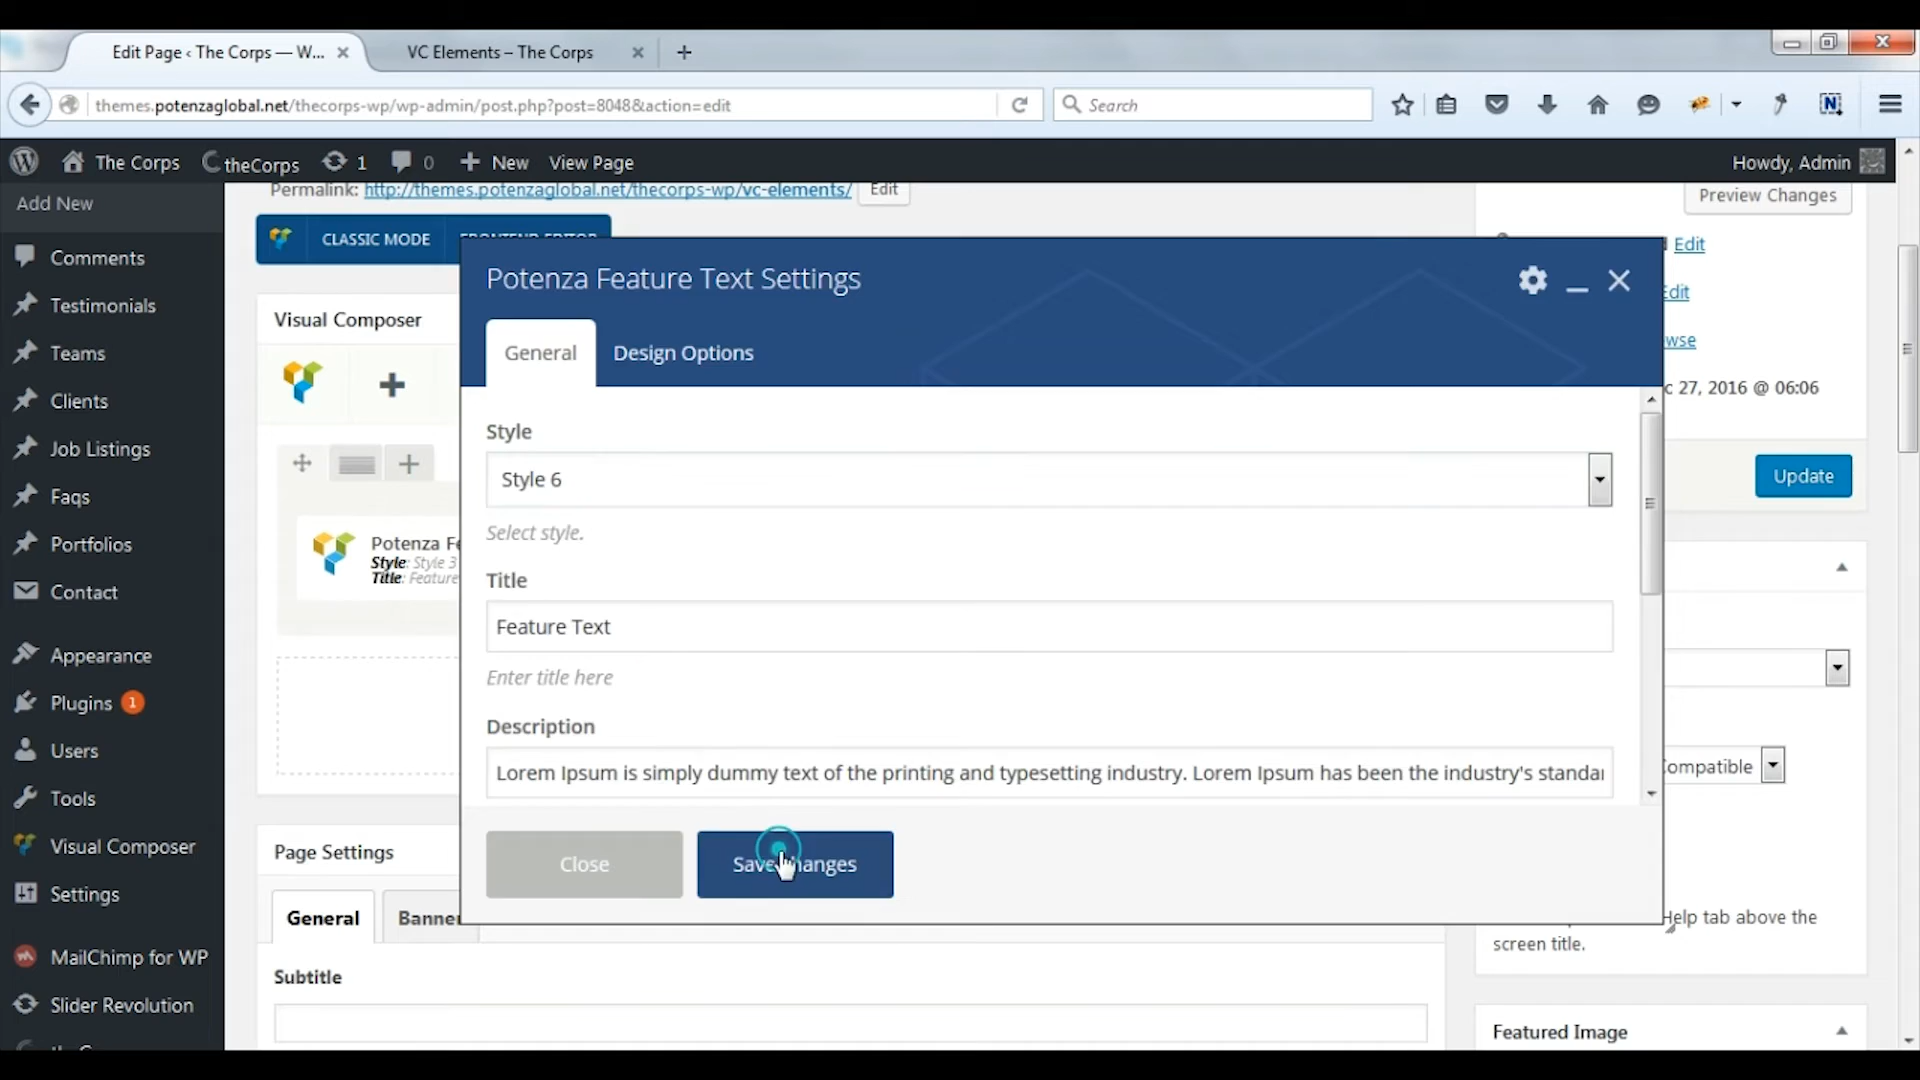 Edit Page ‹ The Corps — W...
VC Elements – The Corps
themes.potenzaglobal.net/thecorps-wp/wp-admin/post.php?post=8048&action=edit
Search
The Corps
theCorps
1
0
New
View Page
Howdy, Admin
Add New
Comments
Testimonials
Teams
Clients
Job Listings
Faqs
Portfolios
Contact
Appearance
Plugins 1
Users
Tools
Visual Composer
Settings
MailChimp for WP
Slider Revolution
Permalink: http://themes.potenzaglobal.net/thecorps-wp/vc-elements/ Edit
CLASSIC MODE
FRONTEND EDITOR
Visual Composer
Potenza Fe
Style: Style 3
Title: Feature
Page Settings
General
Banner
Subtitle
Potenza Feature Text Settings
General
Design Options
Style
Style 6
Select style.
Title
Feature Text
Enter title here
Description
Lorem Ipsum is simply dummy text of the printing and typesetting industry. Lorem Ipsum has been the industry's standar
Close
Save changes
Preview Changes
Edit
Edit
wse
c 27, 2016 @ 06:06
Update
Compatible
Help tab above the
screen title.
Featured Image